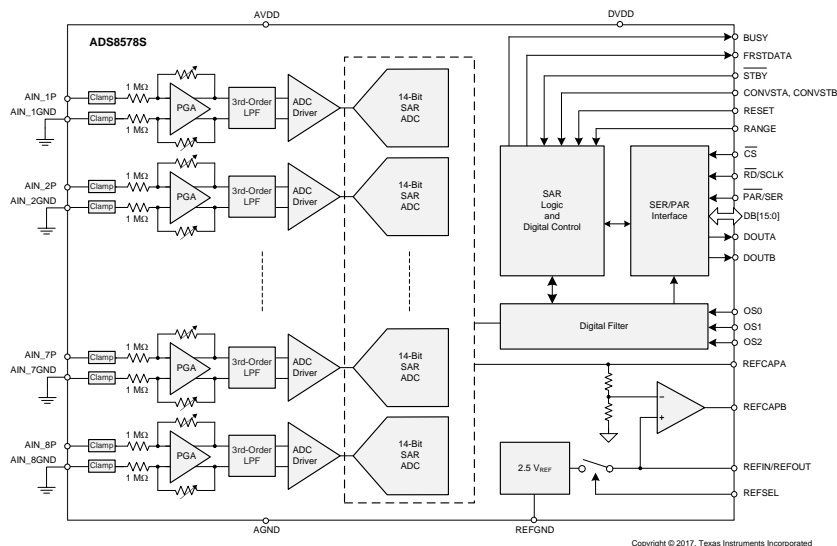 AVDD
DVDD
ADS8578S
AIN_1P
Clamp
1 MΩ
AIN_1GND
Clamp
1 MΩ
PGA
3rd-Order
LPF
ADC
Driver
14-Bit
SAR
ADC
AIN_2P
Clamp
1 MΩ
AIN_2GND
Clamp
1 MΩ
PGA
3rd-Order
LPF
ADC
Driver
14-Bit
SAR
ADC
AIN_7P
Clamp
1 MΩ
AIN_7GND
Clamp
1 MΩ
PGA
3rd-Order
LPF
ADC
Driver
14-Bit
SAR
ADC
AIN_8P
Clamp
1 MΩ
AIN_8GND
Clamp
1 MΩ
PGA
3rd-Order
LPF
ADC
Driver
14-Bit
SAR
ADC
SAR
Logic
and
Digital Control
SER/PAR
Interface
Digital Filter
2.5 VREF
BUSY
FRSTDATA
STBY
CONVSTA, CONVSTB
RESET
RANGE
CS
RD/SCLK
PAR/SER
DB[15:0]
DOUTA
DOUTB
OS0
OS1
OS2
REFCAPA
−
+
REFCAPB
REFIN/REFOUT
REFSEL
AGND
REFGND
Copyright © 2017, Texas Instruments Incorporated